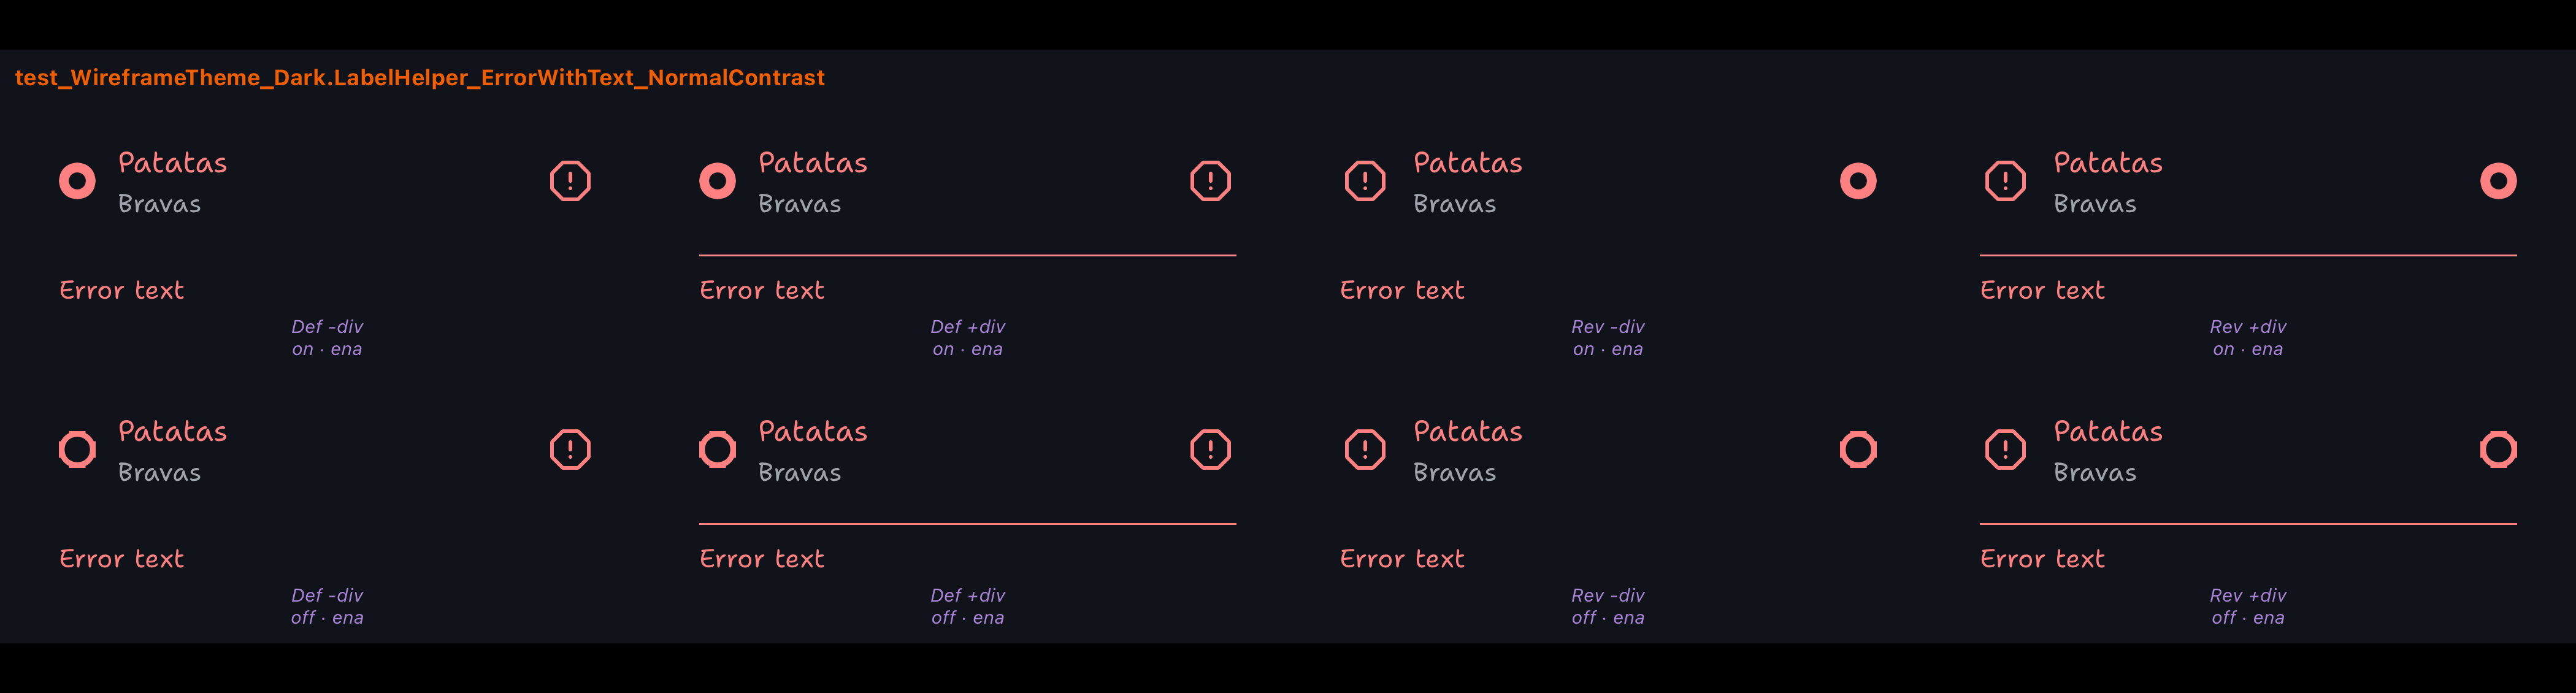 test_WireframeTheme_Dark.LabelHelper_ErrorWithText_NormalContrast
Patatas
Bravas
Error text
Def -div
on · ena
Patatas
Bravas
Error text
Def +div
on · ena
Patatas
Bravas
Error text
Rev -div
on · ena
Patatas
Bravas
Error text
Rev +div
on · ena
Patatas
Bravas
Error text
Def -div
off · ena
Patatas
Bravas
Error text
Def +div
off · ena
Patatas
Bravas
Error text
Rev -div
off · ena
Patatas
Bravas
Error text
Rev +div
off · ena